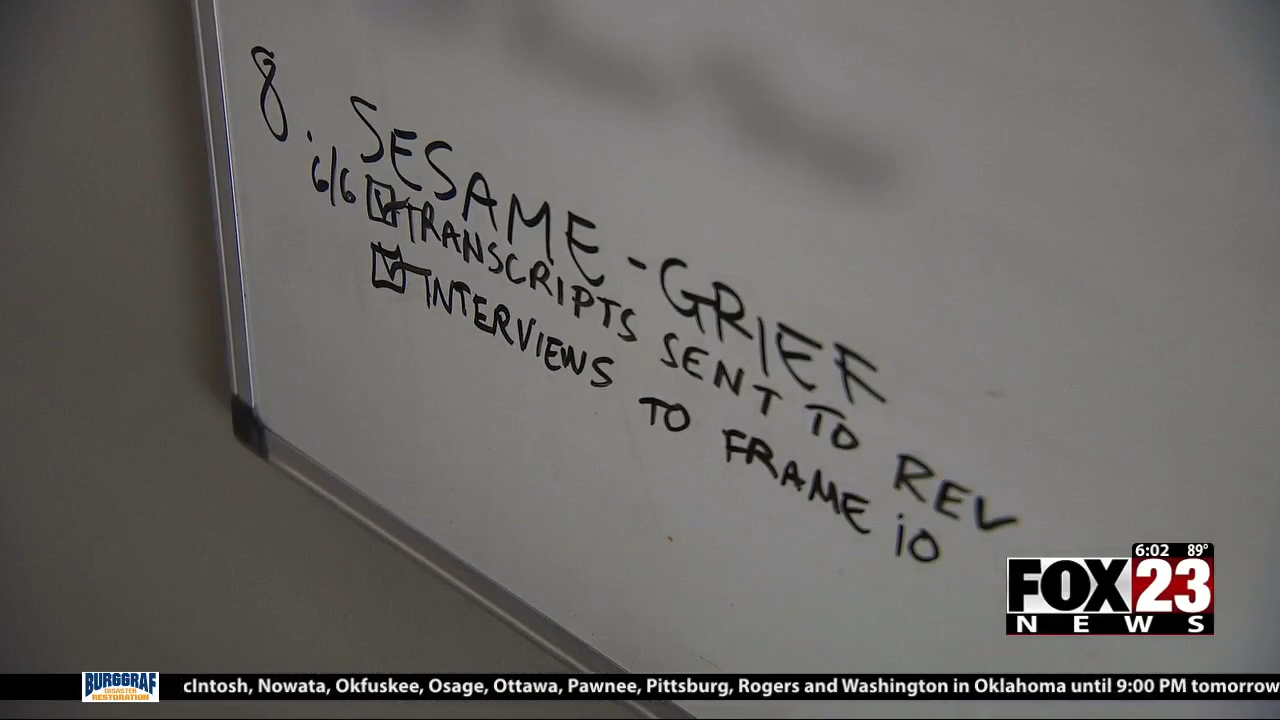 8. SESAME - GRIEF
6/6 TRANSCRIPTS SENT TO REV
INTERVIEWS TO FRAME iO
6:02 89°
FOX 23
NEWS
BURGGRAF
DISASTER
RESTORATION
cIntosh, Nowata, Okfuskee, Osage, Ottawa, Pawnee, Pittsburg, Rogers and Washington in Oklahoma until 9:00 PM tomorrow